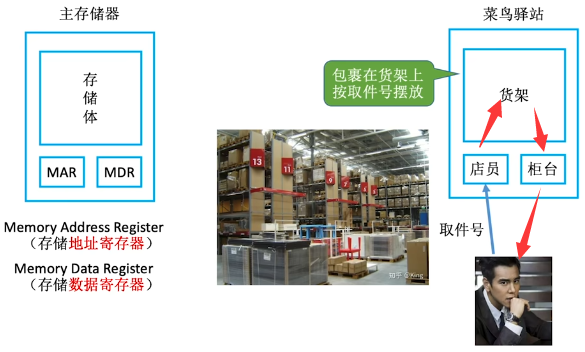 主存储器
存
储
体
MAR
MDR
Memory Address Register
（存储地址寄存器）
Memory Data Register
（存储数据寄存器）
包裹在货架上
按取件号摆放
13
11
9
7
知乎 @Xing
菜鸟驿站
货架
店员
柜台
取件号